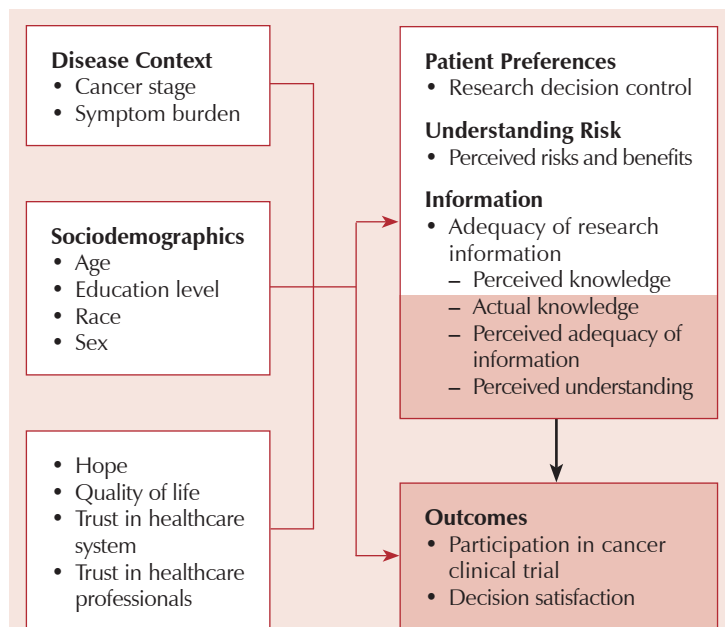 Disease Context
• Cancer stage
• Symptom burden
Sociodemographics
• Age
• Education level
• Race
• Sex
• Hope
• Quality of life
• Trust in healthcare
system
• Trust in healthcare
professionals
Patient Preferences
• Research decision control
Understanding Risk
• Perceived risks and benefits
Information
• Adequacy of research
information
– Perceived knowledge
– Actual knowledge
– Perceived adequacy of
information
– Perceived understanding
Outcomes
• Participation in cancer
clinical trial
• Decision satisfaction